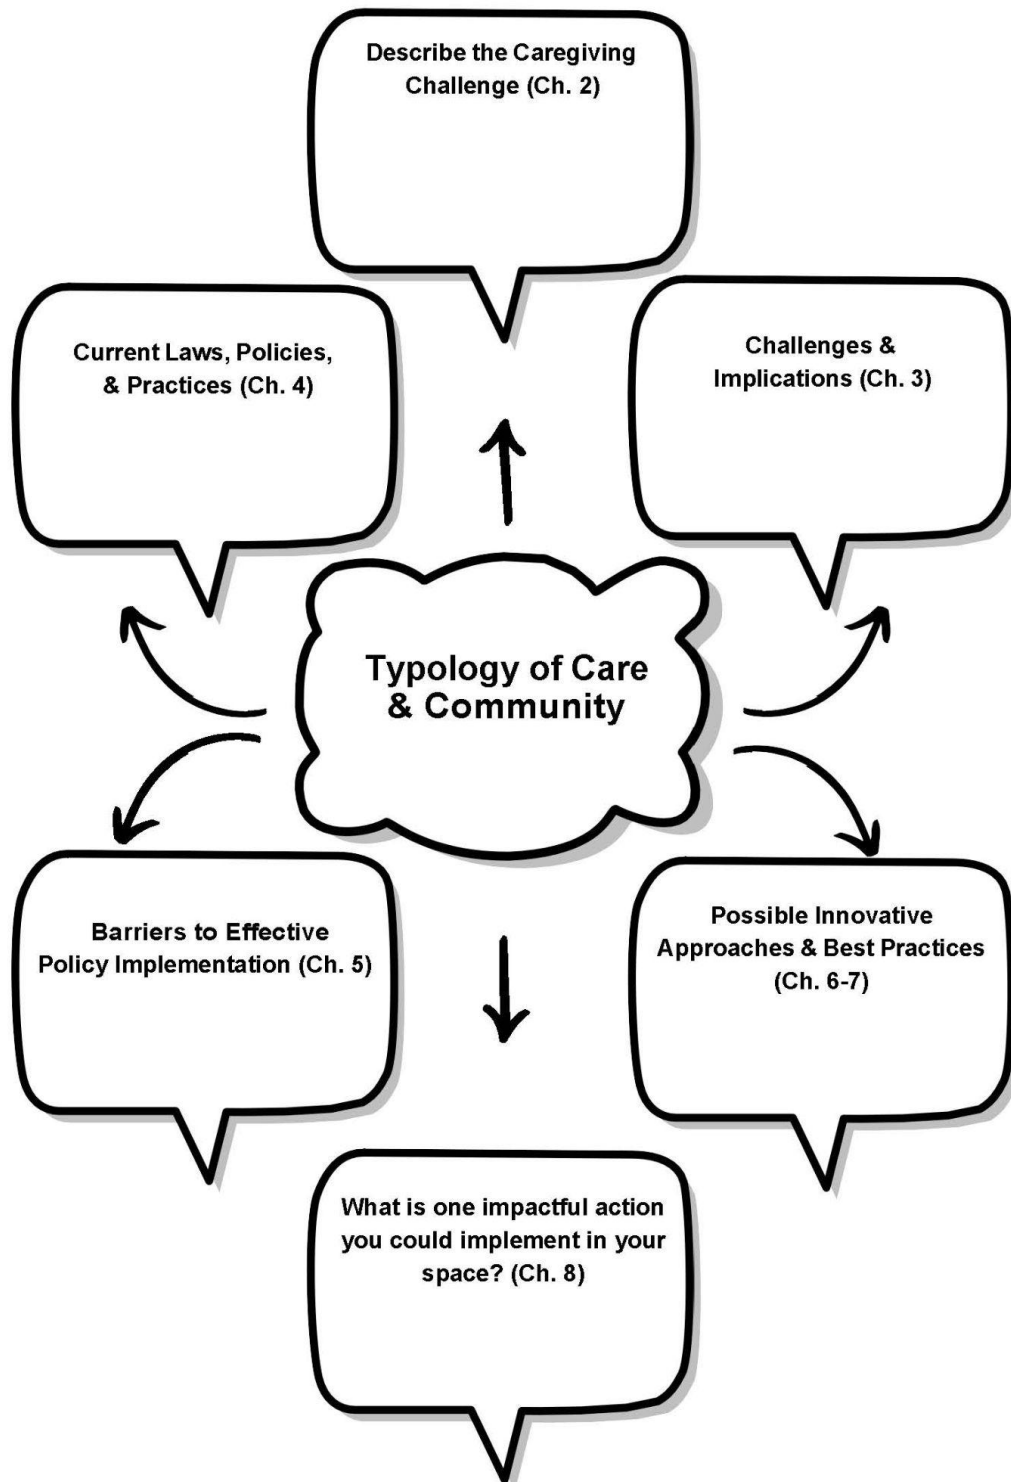 Describe the Caregiving
Challenge (Ch. 2)
Current Laws, Policies,
& Practices (Ch. 4)
Challenges &
Implications (Ch. 3)
Typology of Care
& Community
Barriers to Effective
Policy Implementation (Ch. 5)
Possible Innovative
Approaches & Best Practices
(Ch. 6-7)
What is one impactful action
you could implement in your
space? (Ch. 8)